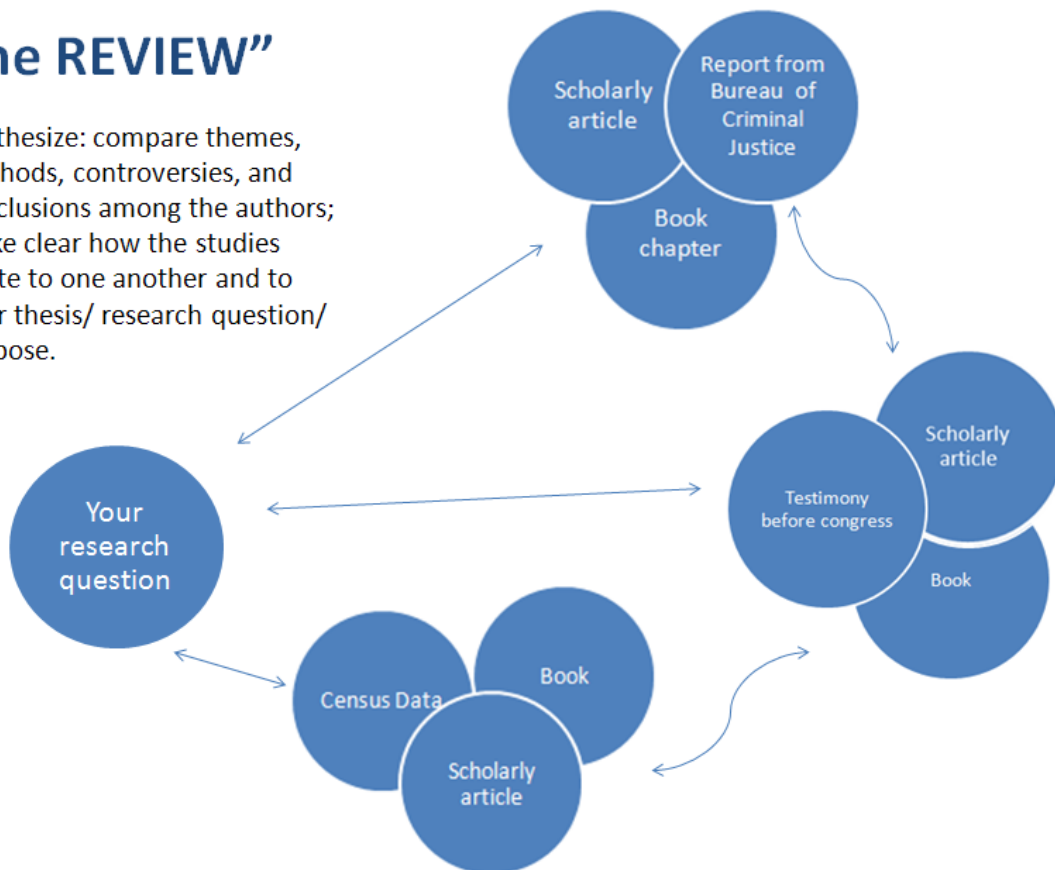 ne REVIEW”
thesize: compare themes,
hods, controversies, and
clusions among the authors;
ke clear how the studies
te to one another and to
r thesis/ research question/
pose.
Scholarly
article
Report from
Bureau of
Criminal
Justice
Book
chapter
Scholarly
article
Testimony
before congress
Book
Your
research
question
Census Data
Book
Scholarly
article